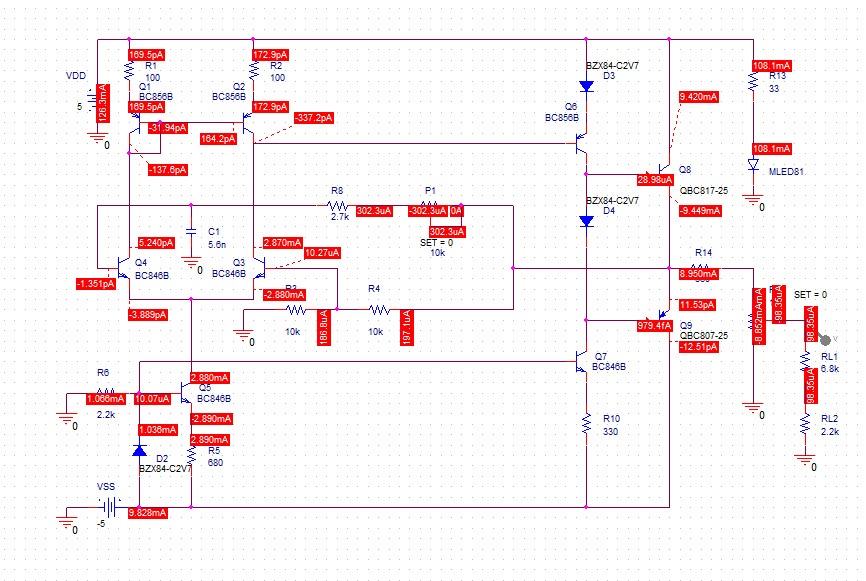 169.5pA
172.9pA
BZX84-C2V7
D3
R1
100
R2
100
VDD
5
126.3mA
0
Q1
BC856B
Q2
BC856B
169.5pA
172.9pA
-31.94pA
164.2pA
-337.2pA
-137.6pA
Q6
BC856B
9.420mA
108.1mA
R13
33
108.1mA
MLED81
0
28.98uA
Q8
QBC817-25
-9.449mA
BZX84-C2V7
D4
R8
2.7k
302.3uA
P1
-302.3uA
0A
302.3uA
SET = 0
10k
C1
5.6n
0
5.240pA
Q4
BC846B
-1.351pA
-3.889pA
2.870mA
10.27uA
Q3
BC846B
-2.880mA
10k
0
186.8uA
R4
10k
197.1uA
R14
8.950mA
11.53pA
979.4fA
Q9
QBC807-25
-12.51pA
-98.35uA
SET = 0
98.35uA
V
RL1
6.8k
98.35uA
RL2
2.2k
0
0
Q7
BC846B
R10
330
R6
1.066mA
2.2k
0
10.07uA
2.880mA
Q5
BC846B
-2.890mA
2.890mA
R5
680
1.036mA
D2
BZX84-C2V7
VSS
-5
0
9.828mA